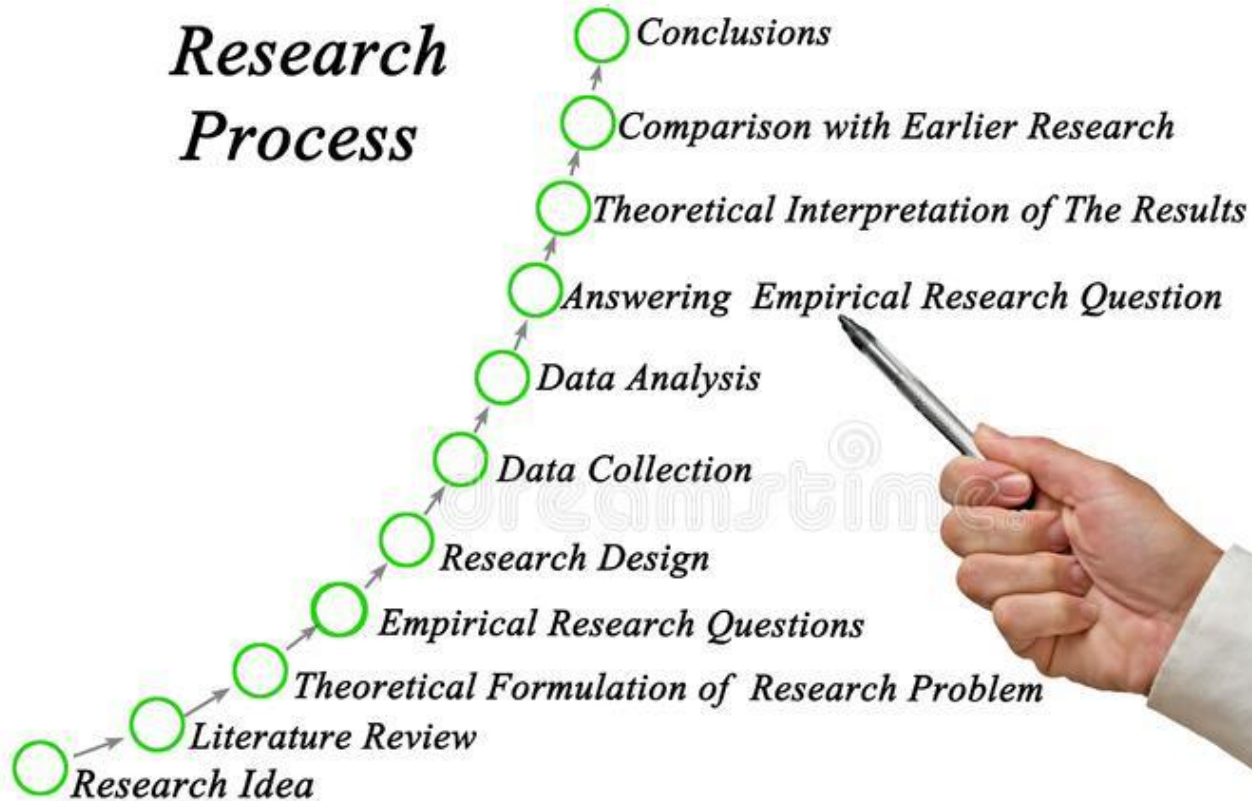 Research
Process
Conclusions
Comparison with Earlier Research
Theoretical Interpretation of The Results
Answering Empirical Research Question
Data Analysis
Data Collection
dreamstime
Research Design
Empirical Research Questions
Theoretical Formulation of Research Problem
Literature Review
Research Idea